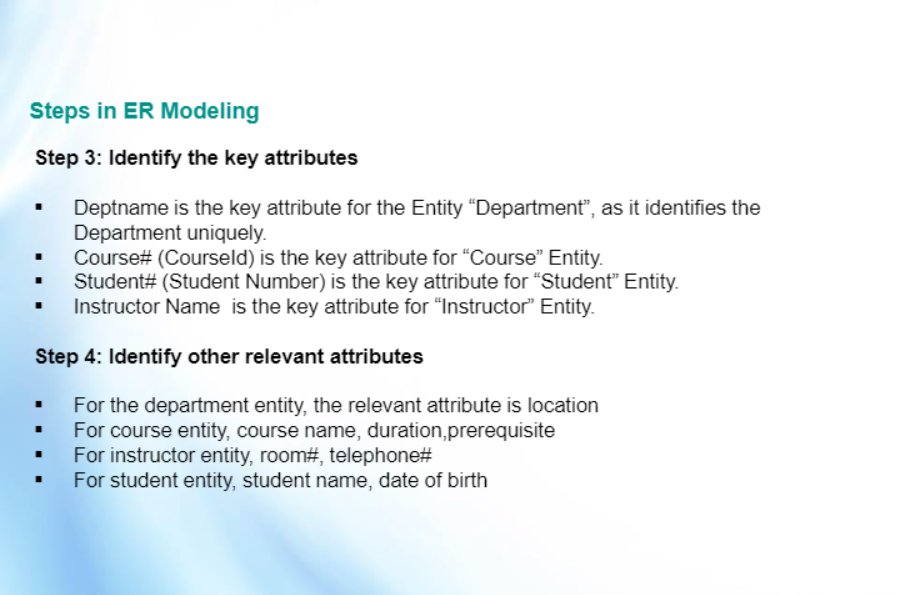 Steps in ER Modeling
Step 3: Identify the key attributes
▪ Deptname is the key attribute for the Entity “Department”, as it identifies the
Department uniquely.
▪ Course# (CourseId) is the key attribute for “Course” Entity.
▪ Student# (Student Number) is the key attribute for “Student” Entity.
▪ Instructor Name  is the key attribute for “Instructor” Entity.
Step 4: Identify other relevant attributes
▪ For the department entity, the relevant attribute is location
▪ For course entity, course name, duration,prerequisite
▪ For instructor entity, room#, telephone#
▪ For student entity, student name, date of birth